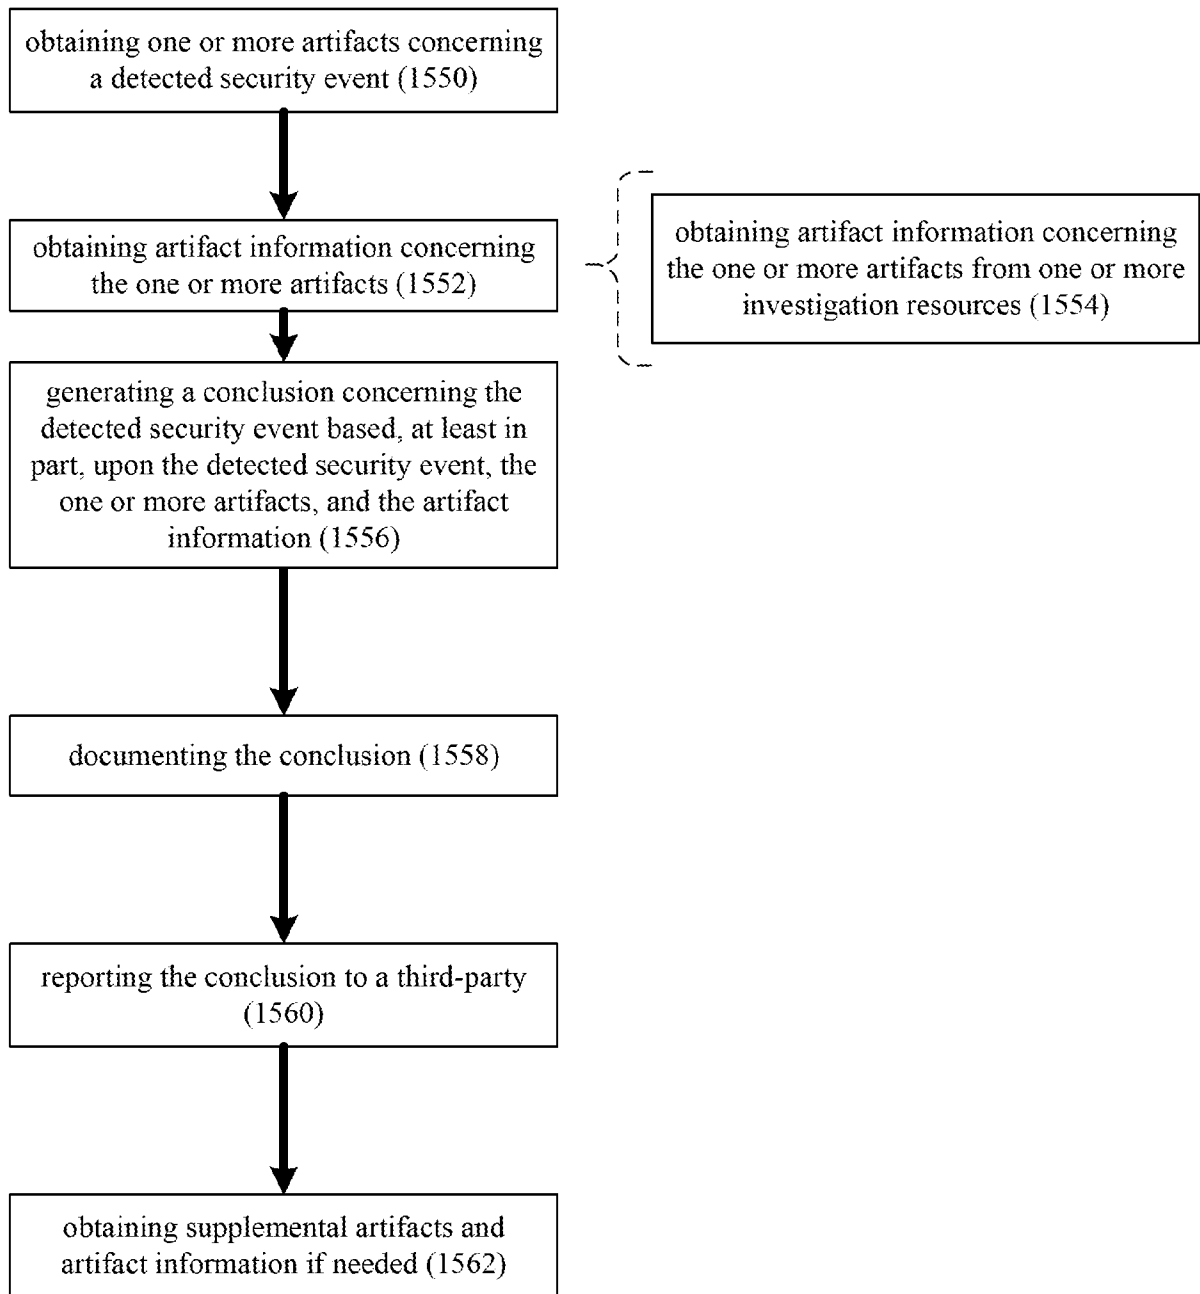 obtaining one or more artifacts concerning
a detected security event (1550)
obtaining artifact information concerning
the one or more artifacts (1552)
obtaining artifact information concerning
the one or more artifacts from one or more
investigation resources (1554)
generating a conclusion concerning the
detected security event based, at least in
part, upon the detected security event, the
one or more artifacts, and the artifact
information (1556)
documenting the conclusion (1558)
reporting the conclusion to a third-party
(1560)
obtaining supplemental artifacts and
artifact information if needed (1562)